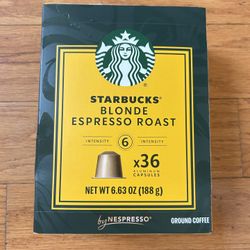 STARBUCKS®
BLONDE
ESPRESSO ROAST
INTENSITY 6 INTENSITY
x36
ALUMINUM
CAPSULES
NET WT 6.63 OZ (188 g)
by NESPRESSO®
GROUND COFFEE